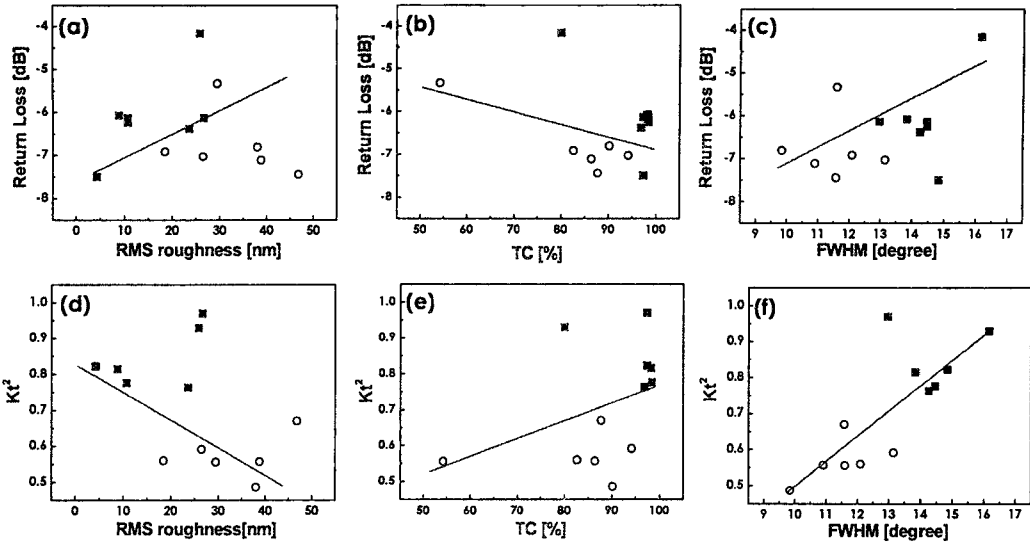 (a)
Return Loss [dB]
-4
-5
-6
-7
-8
0 10 20 30 40 50
RMS roughness [nm]
(b)
Return Loss [dB]
-4
-5
-6
-7
-8
50 60 70 80 90 100
TC [%]
(c)
Return Loss [dB]
-4
-5
-6
-7
-8
9 10 11 12 13 14 15 16 17
FWHM [degree]
(d)
Kt²
1.0
0.9
0.8
0.7
0.6
0.5
0 10 20 30 40 50
RMS roughness[nm]
(e)
Kt²
1.0
0.9
0.8
0.7
0.6
0.5
50 60 70 80 90 100
TC [%]
(f)
Kt²
1.0
0.9
0.8
0.7
0.6
0.5
9 10 11 12 13 14 15 16 17
FWHM [degree]